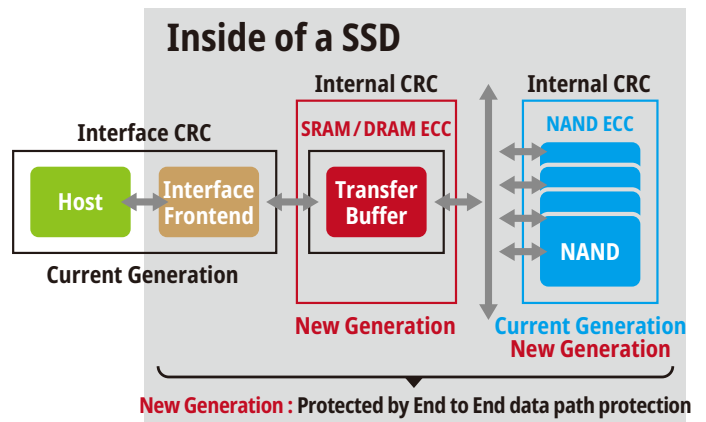 Inside of a SSD
Internal CRC
Internal CRC
Interface CRC
SRAM / DRAM ECC
NAND ECC
Host
Interface
Frontend
Transfer
Buffer
NAND
Current Generation
New Generation
Current Generation
New Generation
New Generation : Protected by End to End data path protection